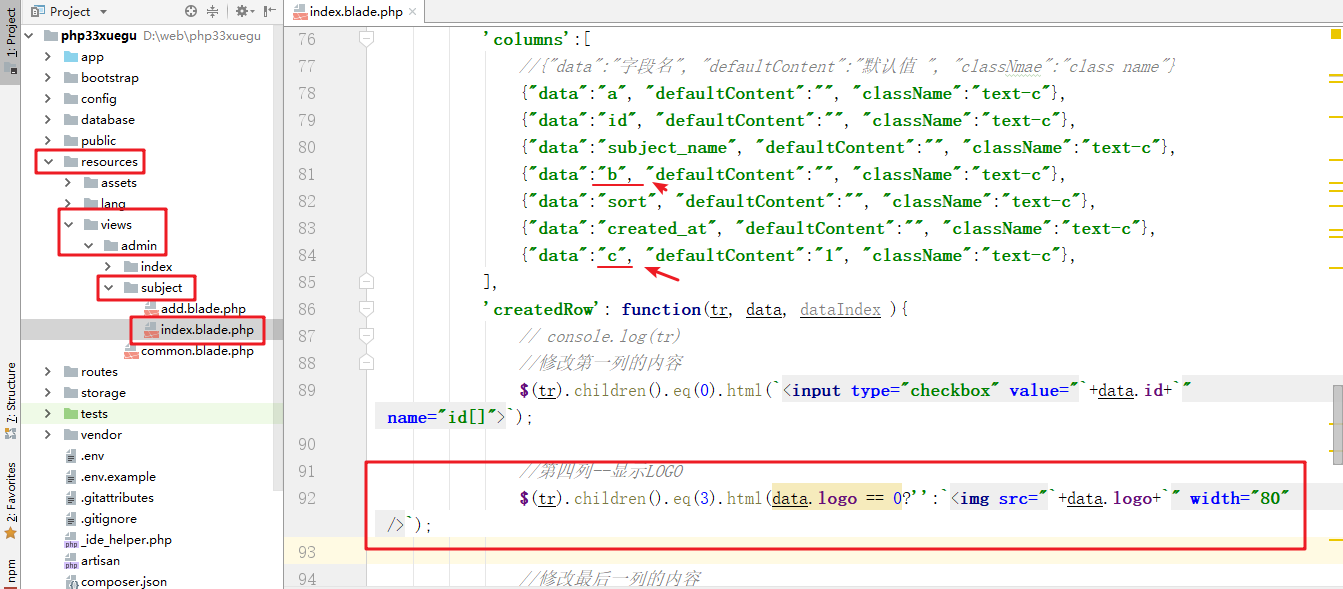 1: Project
Project
index.blade.php
php33xuegu D:\web\php33xuegu
app
bootstrap
config
database
public
resources
assets
lang
views
admin
index
subject
add.blade.php
index.blade.php
common.blade.php
routes
storage
tests
vendor
.env
.env.example
.gitattributes
.gitignore
_ide_helper.php
artisan
composer.json
Z: Structure
2: Favorites
npm
76 'columns':[
77 //{"data":"字段名", "defaultContent":"默认值 ", "classNmae":"class name"}
78 {"data":"a", "defaultContent":"", "className":"text-c"},
79 {"data":"id", "defaultContent":"", "className":"text-c"},
80 {"data":"subject_name", "defaultContent":"", "className":"text-c"},
81 {"data":"b", "defaultContent":"", "className":"text-c"},
82 {"data":"sort", "defaultContent":"", "className":"text-c"},
83 {"data":"created_at", "defaultContent":"", "className":"text-c"},
84 {"data":"c", "defaultContent":"1", "className":"text-c"},
85 ],
86 'createdRow': function(tr, data, dataIndex ){
87 // console.log(tr)
88 //修改第一列的内容
89 $(tr).children().eq(0).html(`<input type="checkbox" value="`+data.id+`"
name="id[]">`);
90
91 //第四列--显示LOGO
92 $(tr).children().eq(3).html(data.logo == 0?'':`<img src="`+data.logo+`" width="80"
/>`);
93
94 //修改最后一列的内容